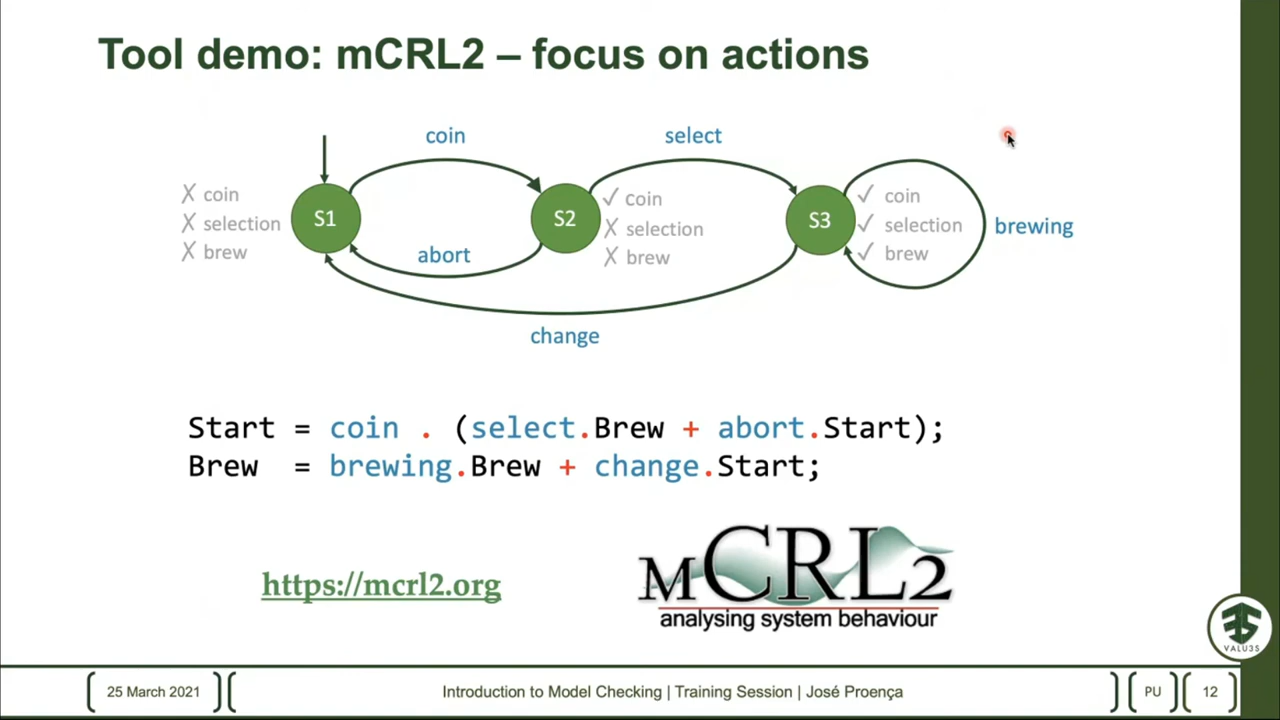 Tool demo: mCRL2 – focus on actions
coin
select
✗ coin
✗ selection
✗ brew
S1
S2
✓ coin
✗ selection
✗ brew
S3
✓ coin
✓ selection
✓ brew
brewing
abort
change
Start = coin . (select.Brew + abort.Start);
Brew = brewing.Brew + change.Start;
https://mcrl2.org
mCRL2
analysing system behaviour
VALU3S
25 March 2021
Introduction to Model Checking | Training Session | José Proença
PU
12